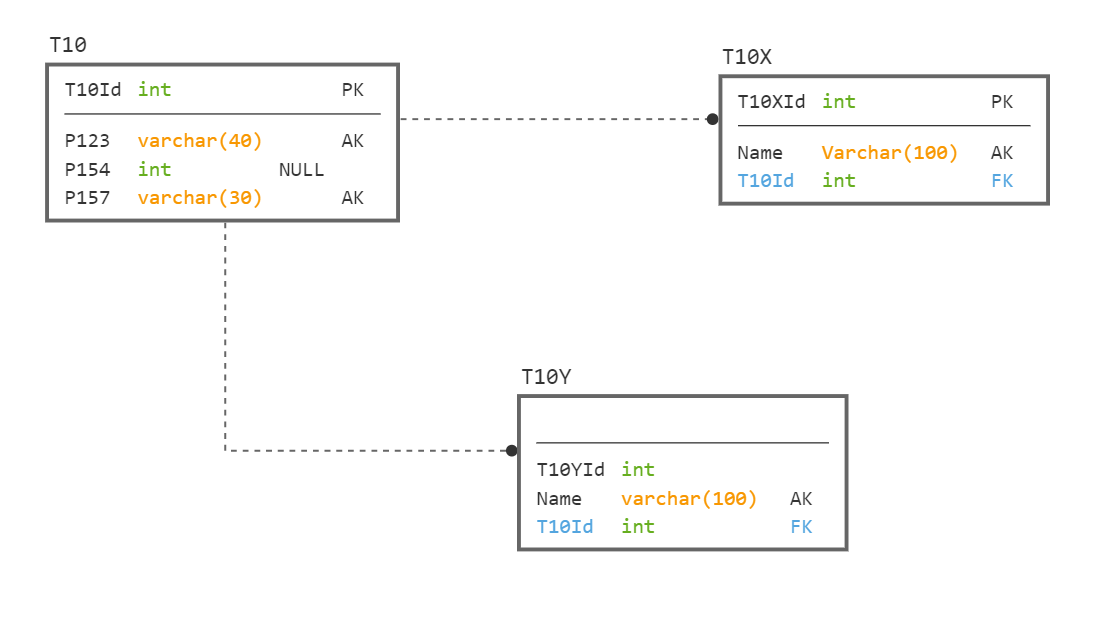 T10
T10Id int PK
P123 varchar(40) AK
P154 int NULL
P157 varchar(30) AK
T10X
T10XId int PK
Name Varchar(100) AK
T10Id int FK
T10Y
T10YId int
Name varchar(100) AK
T10Id int FK